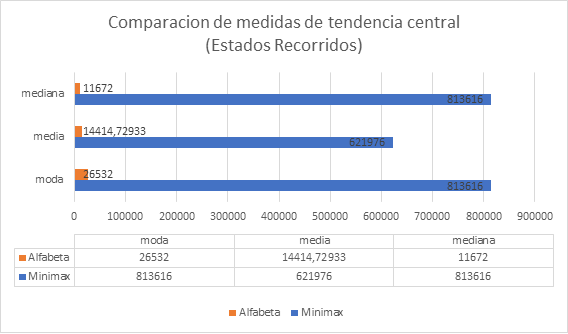 Comparacion de medidas de tendencia central
(Estados Recorridos)
mediana 11672
813616
media 14414,72933
621976
moda 26532
813616
0 100000 200000 300000 400000 500000 600000 700000 800000 900000
moda media mediana
Alfabeta 26532 14414,72933 11672
Minimax 813616 621976 813616
Alfabeta Minimax